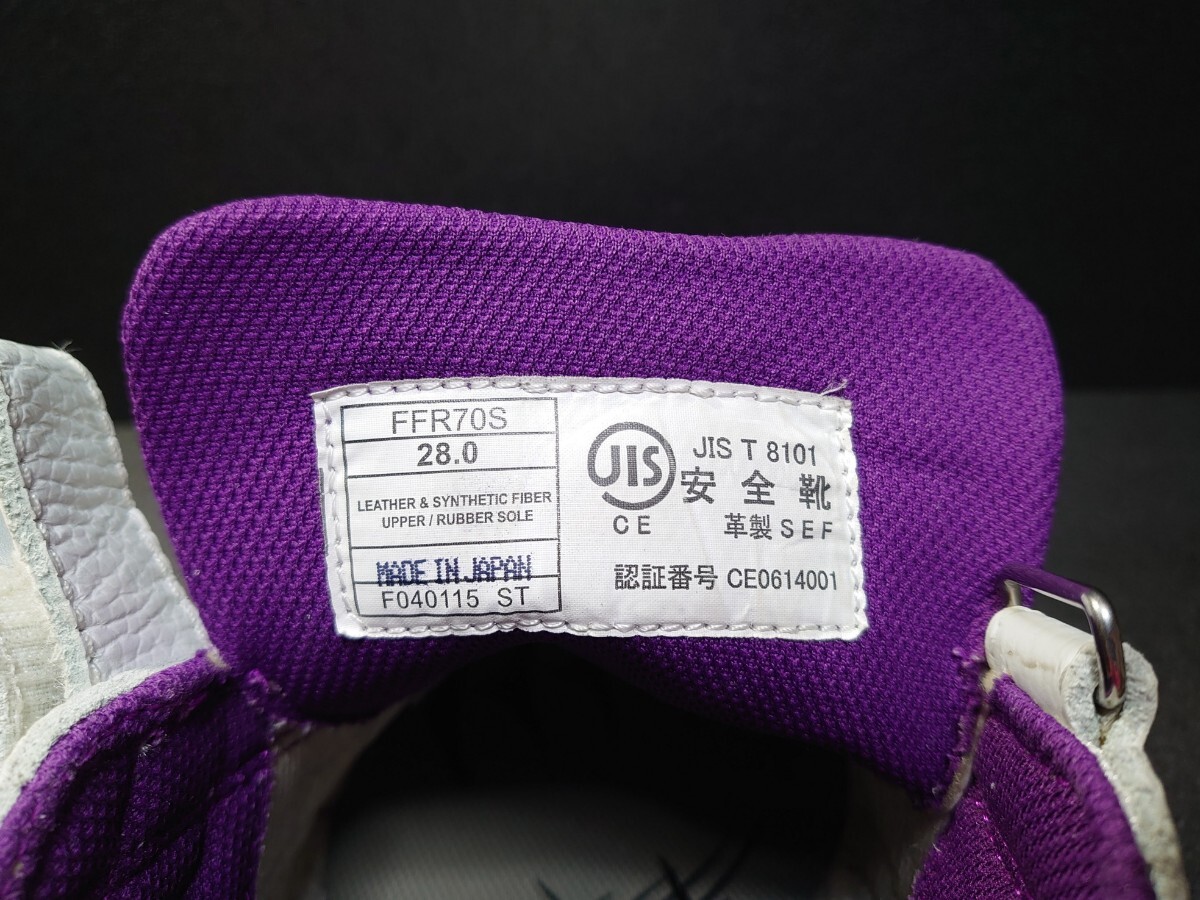 FFR70S
28.0
LEATHER & SYNTHETIC FIBER
UPPER / RUBBER SOLE
MADE IN JAPAN
F040115 ST
JIS
CE
JIS T 8101
安全靴
革製SEF
認証番号 CE0614001